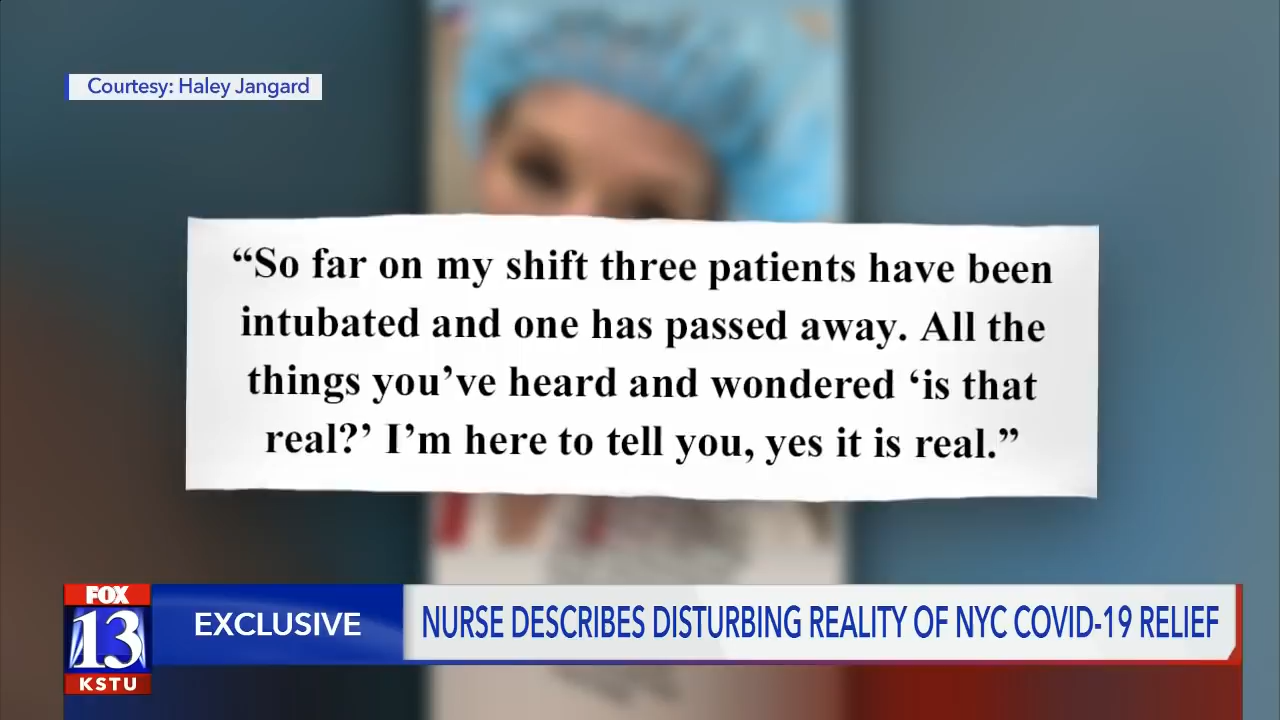 Courtesy: Haley Jangard
“So far on my shift three patients have been
intubated and one has passed away. All the
things you’ve heard and wondered ‘is that
real?’ I’m here to tell you, yes it is real.”
FOX
13
KSTU
EXCLUSIVE
NURSE DESCRIBES DISTURBING REALITY OF NYC COVID-19 RELIEF